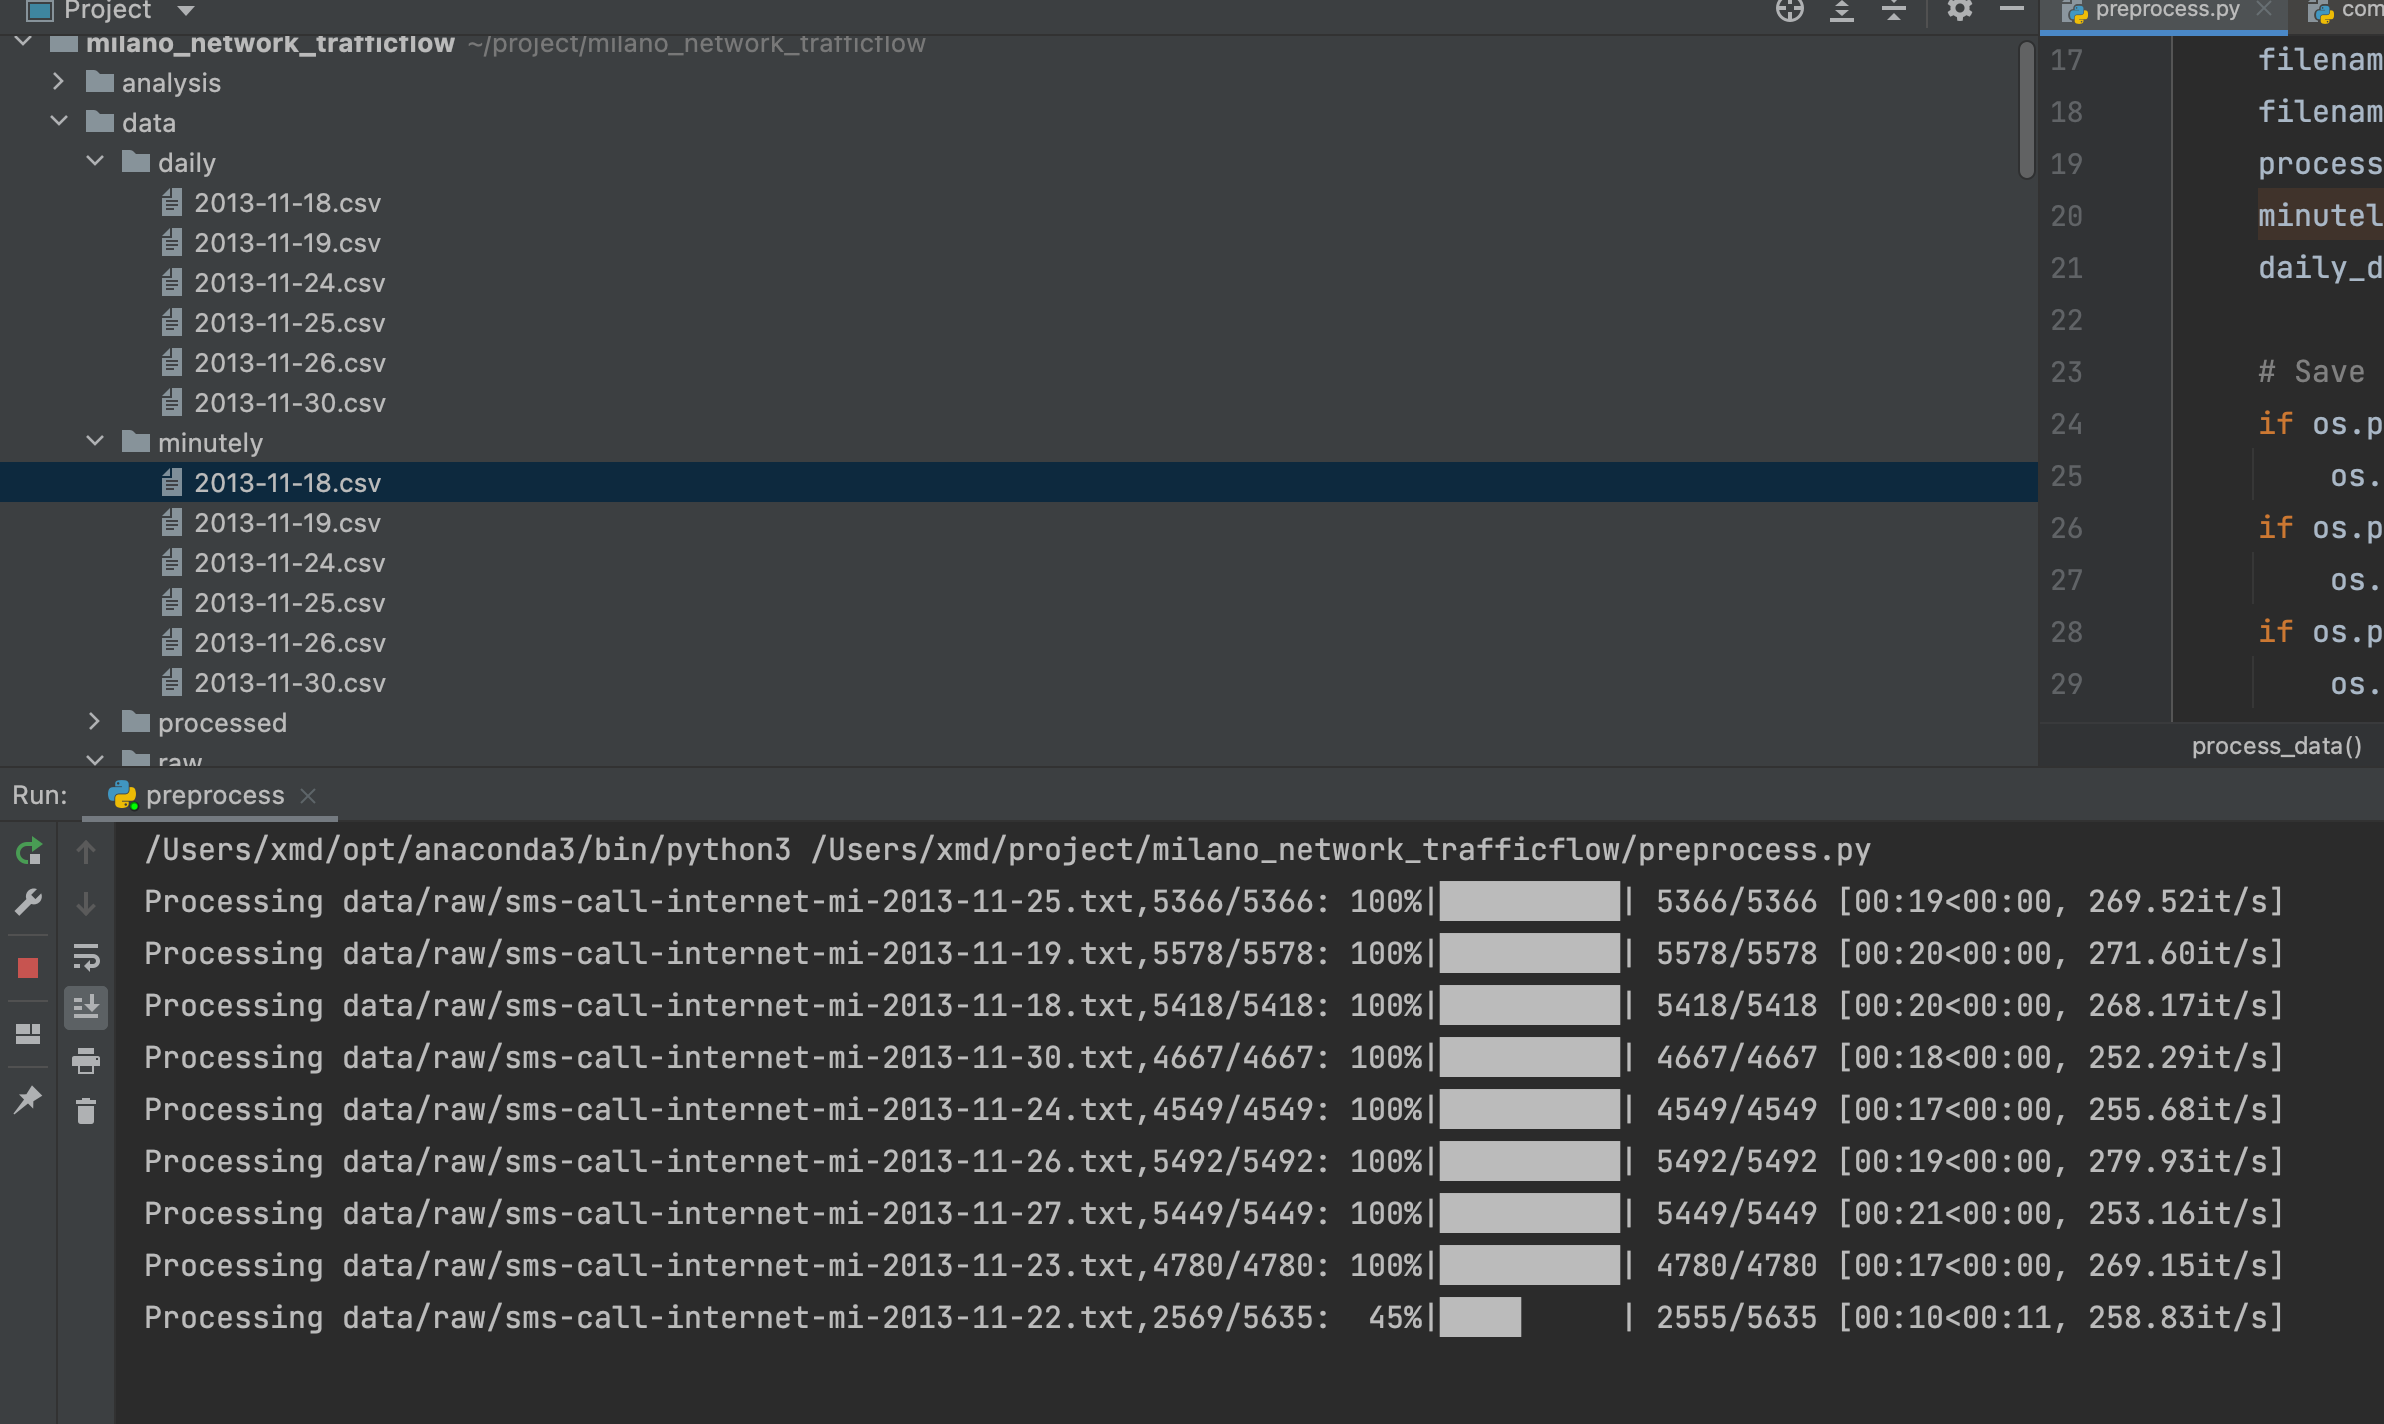 Project
milano_network_trafficflow ~/project/milano_network_trafficflow
analysis
data
daily
2013-11-18.csv
2013-11-19.csv
2013-11-24.csv
2013-11-25.csv
2013-11-26.csv
2013-11-30.csv
minutely
2013-11-18.csv
2013-11-19.csv
2013-11-24.csv
2013-11-25.csv
2013-11-26.csv
2013-11-30.csv
processed
raw
preprocess.py com
17 filenam
18 filenam
19 process
20 minutel
21 daily_d
22
23 # Save
24 if os.p
25 os.
26 if os.p
27 os.
28 if os.p
29 os.
process_data()
Run: preprocess
/Users/xmd/opt/anaconda3/bin/python3 /Users/xmd/project/milano_network_trafficflow/preprocess.py
Processing data/raw/sms-call-internet-mi-2013-11-25.txt,5366/5366: 100%|██████████| 5366/5366 [00:19<00:00, 269.52it/s]
Processing data/raw/sms-call-internet-mi-2013-11-19.txt,5578/5578: 100%|██████████| 5578/5578 [00:20<00:00, 271.60it/s]
Processing data/raw/sms-call-internet-mi-2013-11-18.txt,5418/5418: 100%|██████████| 5418/5418 [00:20<00:00, 268.17it/s]
Processing data/raw/sms-call-internet-mi-2013-11-30.txt,4667/4667: 100%|██████████| 4667/4667 [00:18<00:00, 252.29it/s]
Processing data/raw/sms-call-internet-mi-2013-11-24.txt,4549/4549: 100%|██████████| 4549/4549 [00:17<00:00, 255.68it/s]
Processing data/raw/sms-call-internet-mi-2013-11-26.txt,5492/5492: 100%|██████████| 5492/5492 [00:19<00:00, 279.93it/s]
Processing data/raw/sms-call-internet-mi-2013-11-27.txt,5449/5449: 100%|██████████| 5449/5449 [00:21<00:00, 253.16it/s]
Processing data/raw/sms-call-internet-mi-2013-11-23.txt,4780/4780: 100%|██████████| 4780/4780 [00:17<00:00, 269.15it/s]
Processing data/raw/sms-call-internet-mi-2013-11-22.txt,2569/5635:  45%|████▌     | 2555/5635 [00:10<00:11, 258.83it/s]